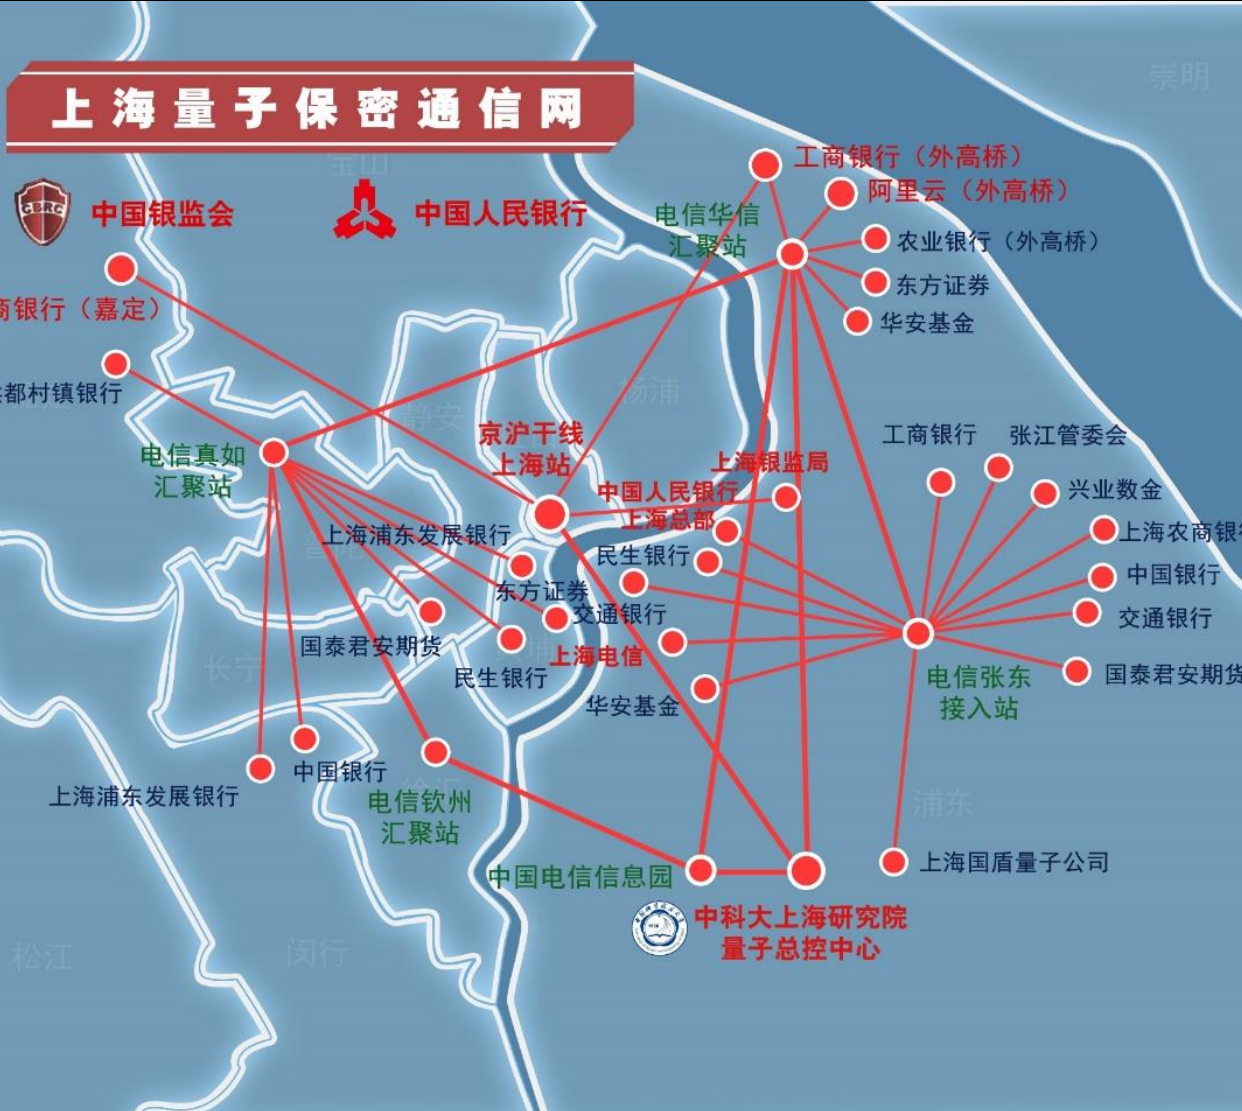 上海量子保密通信网
崇明
宝山
CBRC
中国银监会
中国人民银行
工商银行（外高桥）
阿里云（外高桥）
电信华信
汇聚站
农业银行（外高桥）
东方证券
华安基金
商银行（嘉定）
都村镇银行
杨浦
静安
京沪干线
上海站
工商银行
张江管委会
电信真如
汇聚站
上海银监局
中国人民银行
上海总部
兴业数金
上海农商银行
上海浦东发展银行
普陀
民生银行
中国银行
东方证券
交通银行
交通银行
国泰君安期货
黄浦
上海电信
长宁
民生银行
电信张东
接入站
国泰君安期货
华安基金
中国银行
上海浦东发展银行
徐汇
电信钦州
汇聚站
浦东
中国电信信息园
上海国盾量子公司
中科大上海研究院
量子总控中心
松江
闵行